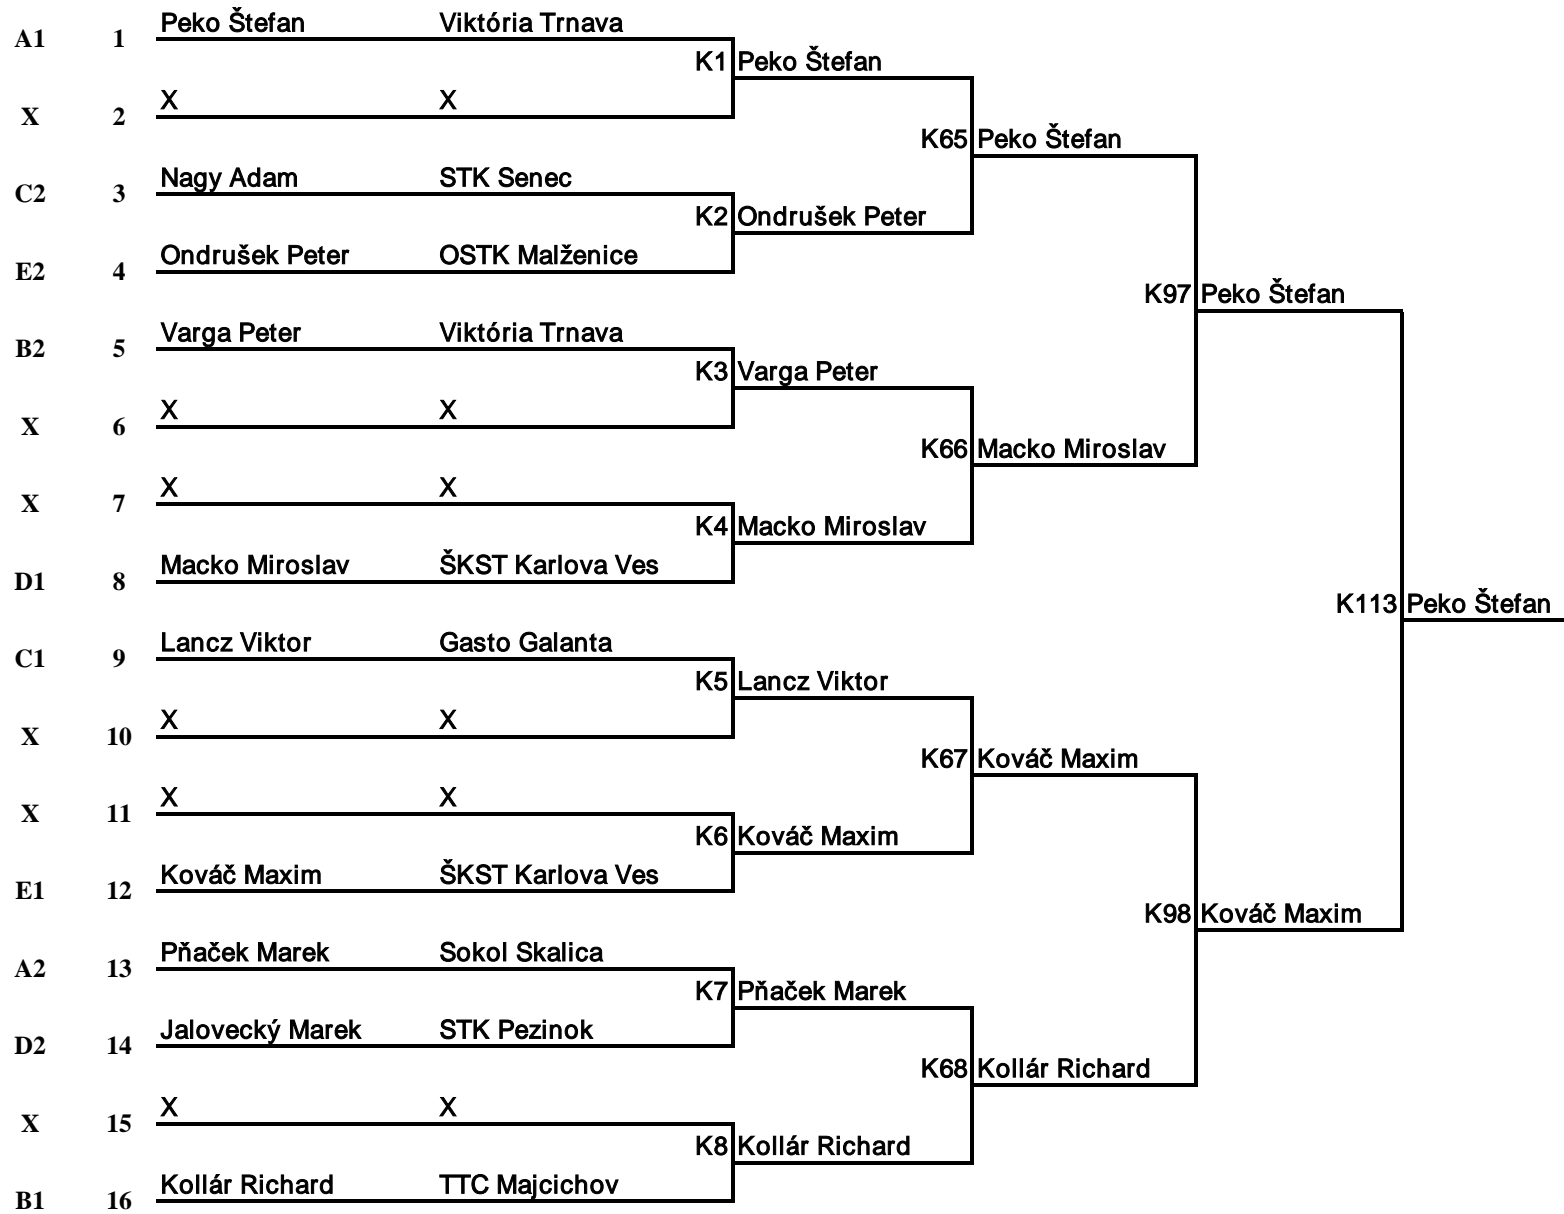 A1 1 Peko Štefan Viktória Trnava
K1 Peko Štefan
X 2 X X
K65 Peko Štefan
C2 3 Nagy Adam STK Senec
K2 Ondrušek Peter
E2 4 Ondrušek Peter OSTK Malženice
K97 Peko Štefan
B2 5 Varga Peter Viktória Trnava
K3 Varga Peter
X 6 X X
K66 Macko Miroslav
X 7 X X
K4 Macko Miroslav
D1 8 Macko Miroslav ŠKST Karlova Ves
K113 Peko Štefan
C1 9 Lancz Viktor Gasto Galanta
K5 Lancz Viktor
X 10 X X
K67 Kováč Maxim
X 11 X X
K6 Kováč Maxim
E1 12 Kováč Maxim ŠKST Karlova Ves
K98 Kováč Maxim
A2 13 Pňaček Marek Sokol Skalica
K7 Pňaček Marek
D2 14 Jalovecký Marek STK Pezinok
K68 Kollár Richard
X 15 X X
K8 Kollár Richard
B1 16 Kollár Richard TTC Majcichov